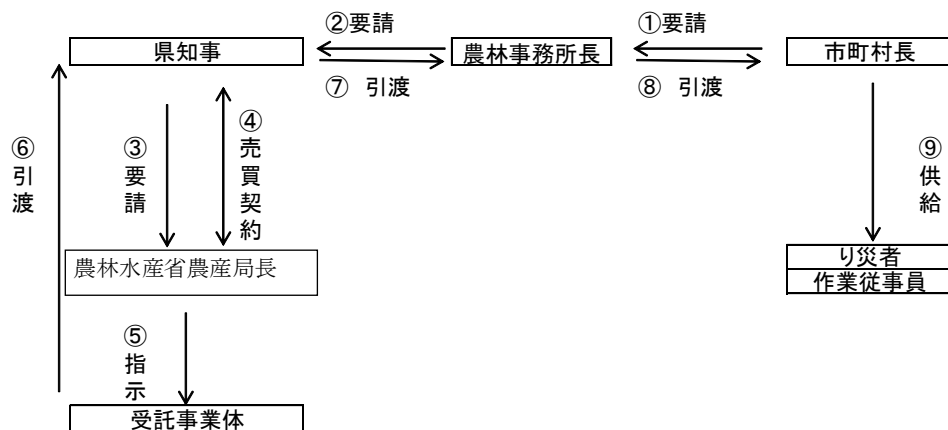 ②要請
①要請
県知事
農林事務所長
市町村長
⑦ 引渡
⑧ 引渡
⑥引渡
③要請
④売買契約
⑨供給
農林水産省農産局長
り災者
作業従事員
⑤指示
受託事業体